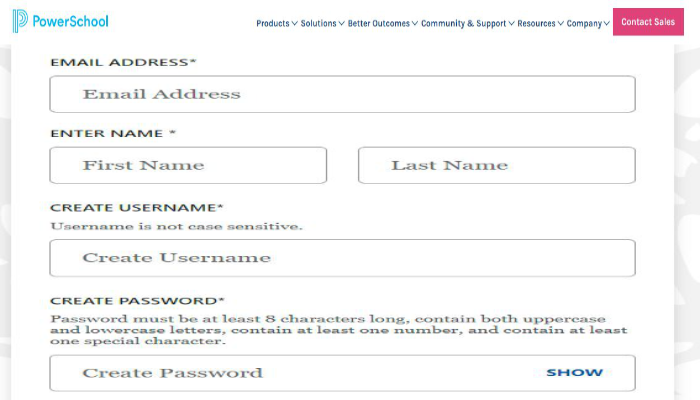 PowerSchool Products Solutions Better Outcomes Community & Support Resources Company Contact Sales
EMAIL ADDRESS*
Email Address
ENTER NAME *
First Name Last Name
CREATE USERNAME*
Username is not case sensitive.
Create Username
CREATE PASSWORD*
Password must be at least 8 characters long, contain both uppercase
and lowercase letters, contain at least one number, and contain at least
one special character.
Create Password SHOW